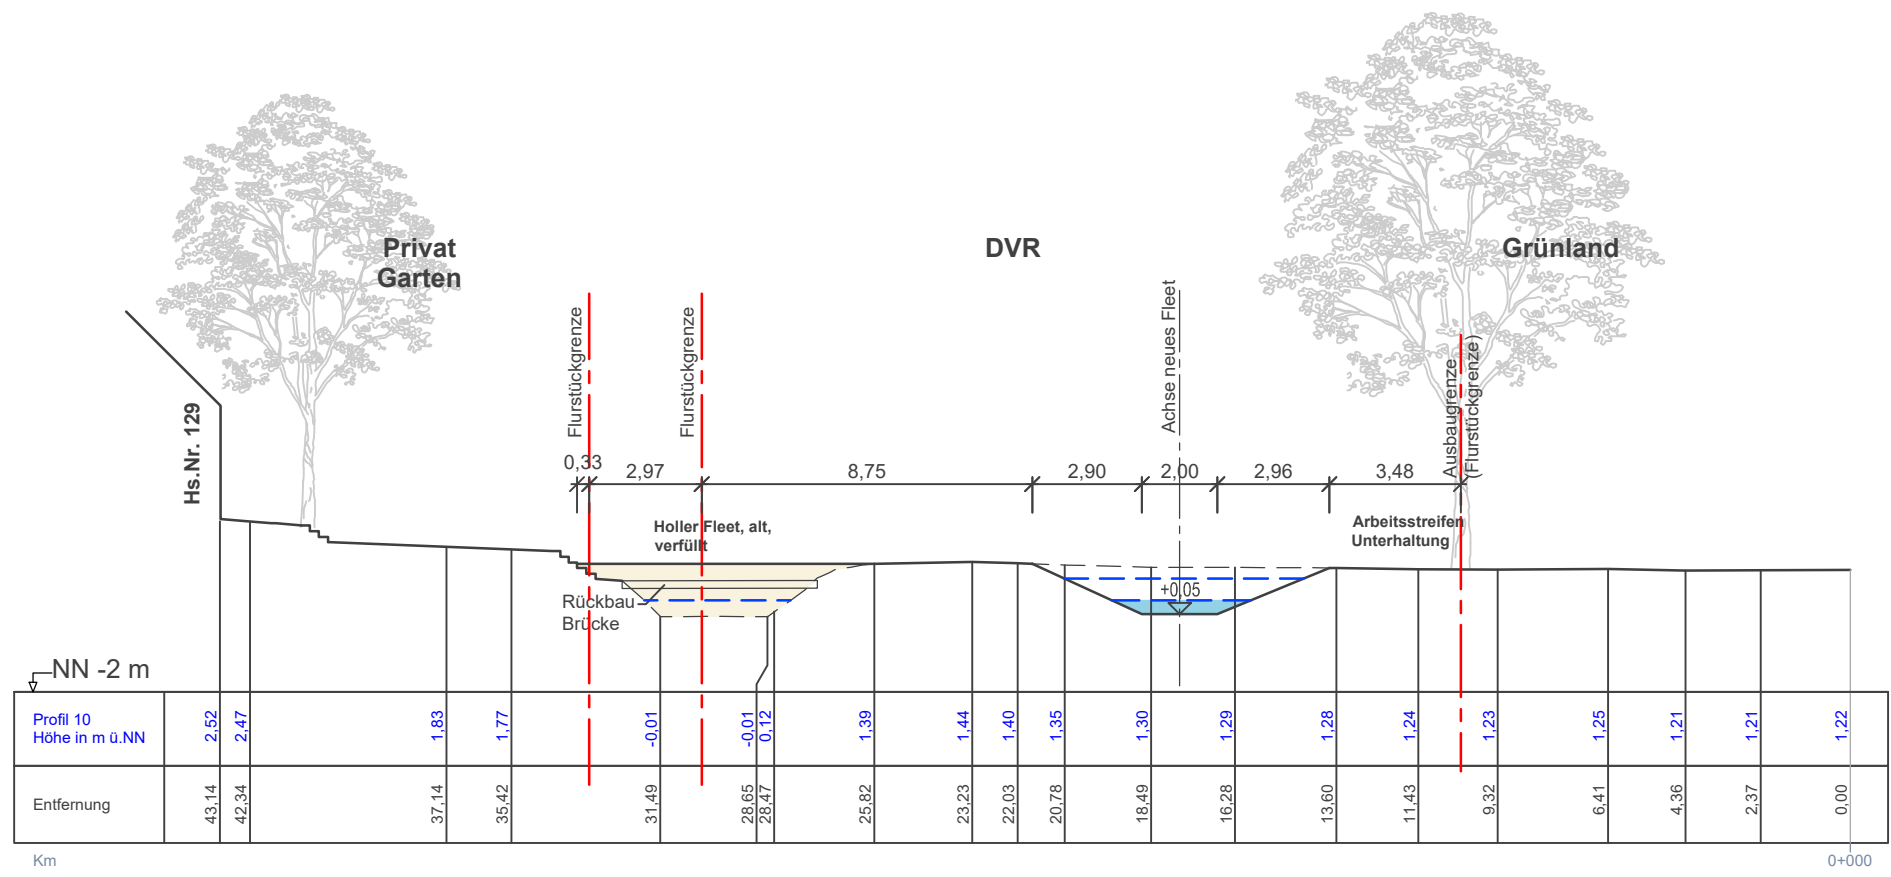 Privat
Garten
DVR
Grünland
Hs.Nr. 129
Flurstückgrenze
Flurstückgrenze
Achse neues Fleet
Ausbaugrenze
(Flurstückgrenze)
0,33
2,97
8,75
2,90
2,00
2,96
3,48
Holler Fleet, alt,
verfüllt
Arbeitsstreifen
Unterhaltung
+0,05
Rückbau
Brücke
NN -2 m
Profil 10
Höhe in m ü.NN
2,52
2,47
1,83
1,77
-0,01
-0,01
0,12
1,39
1,44
1,40
1,35
1,30
1,29
1,28
1,24
1,23
1,25
1,21
1,21
1,22
Entfernung
43,14
42,34
37,14
35,42
31,49
28,65
28,47
25,82
23,23
22,03
20,78
18,49
16,28
13,60
11,43
9,32
6,41
4,36
2,37
0,00
Km
0+000